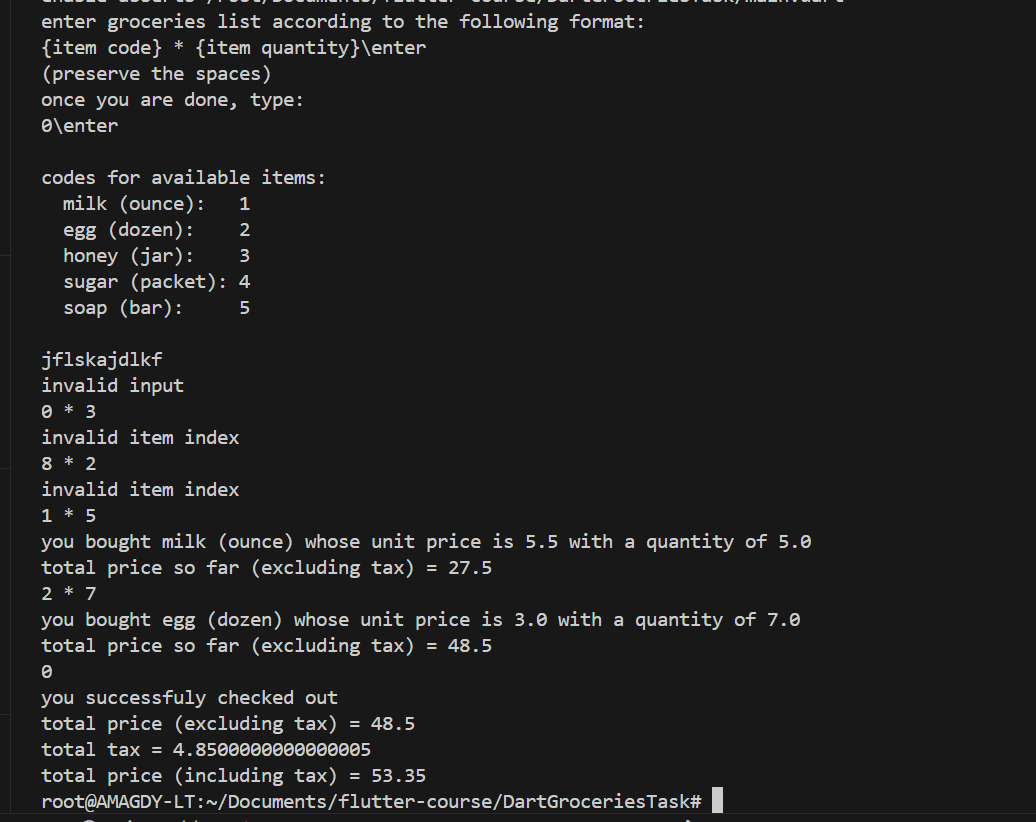 enter groceries list according to the following format:
{item code} * {item quantity}\enter
(preserve the spaces)
once you are done, type:
0\enter
codes for available items:
milk (ounce):   1
egg (dozen):    2
honey (jar):    3
sugar (packet): 4
soap (bar):     5
jflskajdlkf
invalid input
0 * 3
invalid item index
8 * 2
invalid item index
1 * 5
you bought milk (ounce) whose unit price is 5.5 with a quantity of 5.0
total price so far (excluding tax) = 27.5
2 * 7
you bought egg (dozen) whose unit price is 3.0 with a quantity of 7.0
total price so far (excluding tax) = 48.5
0
you successfuly checked out
total price (excluding tax) = 48.5
total tax = 4.8500000000000005
total price (including tax) = 53.35
root@AMAGDY-LT:~/Documents/flutter-course/DartGroceriesTask#